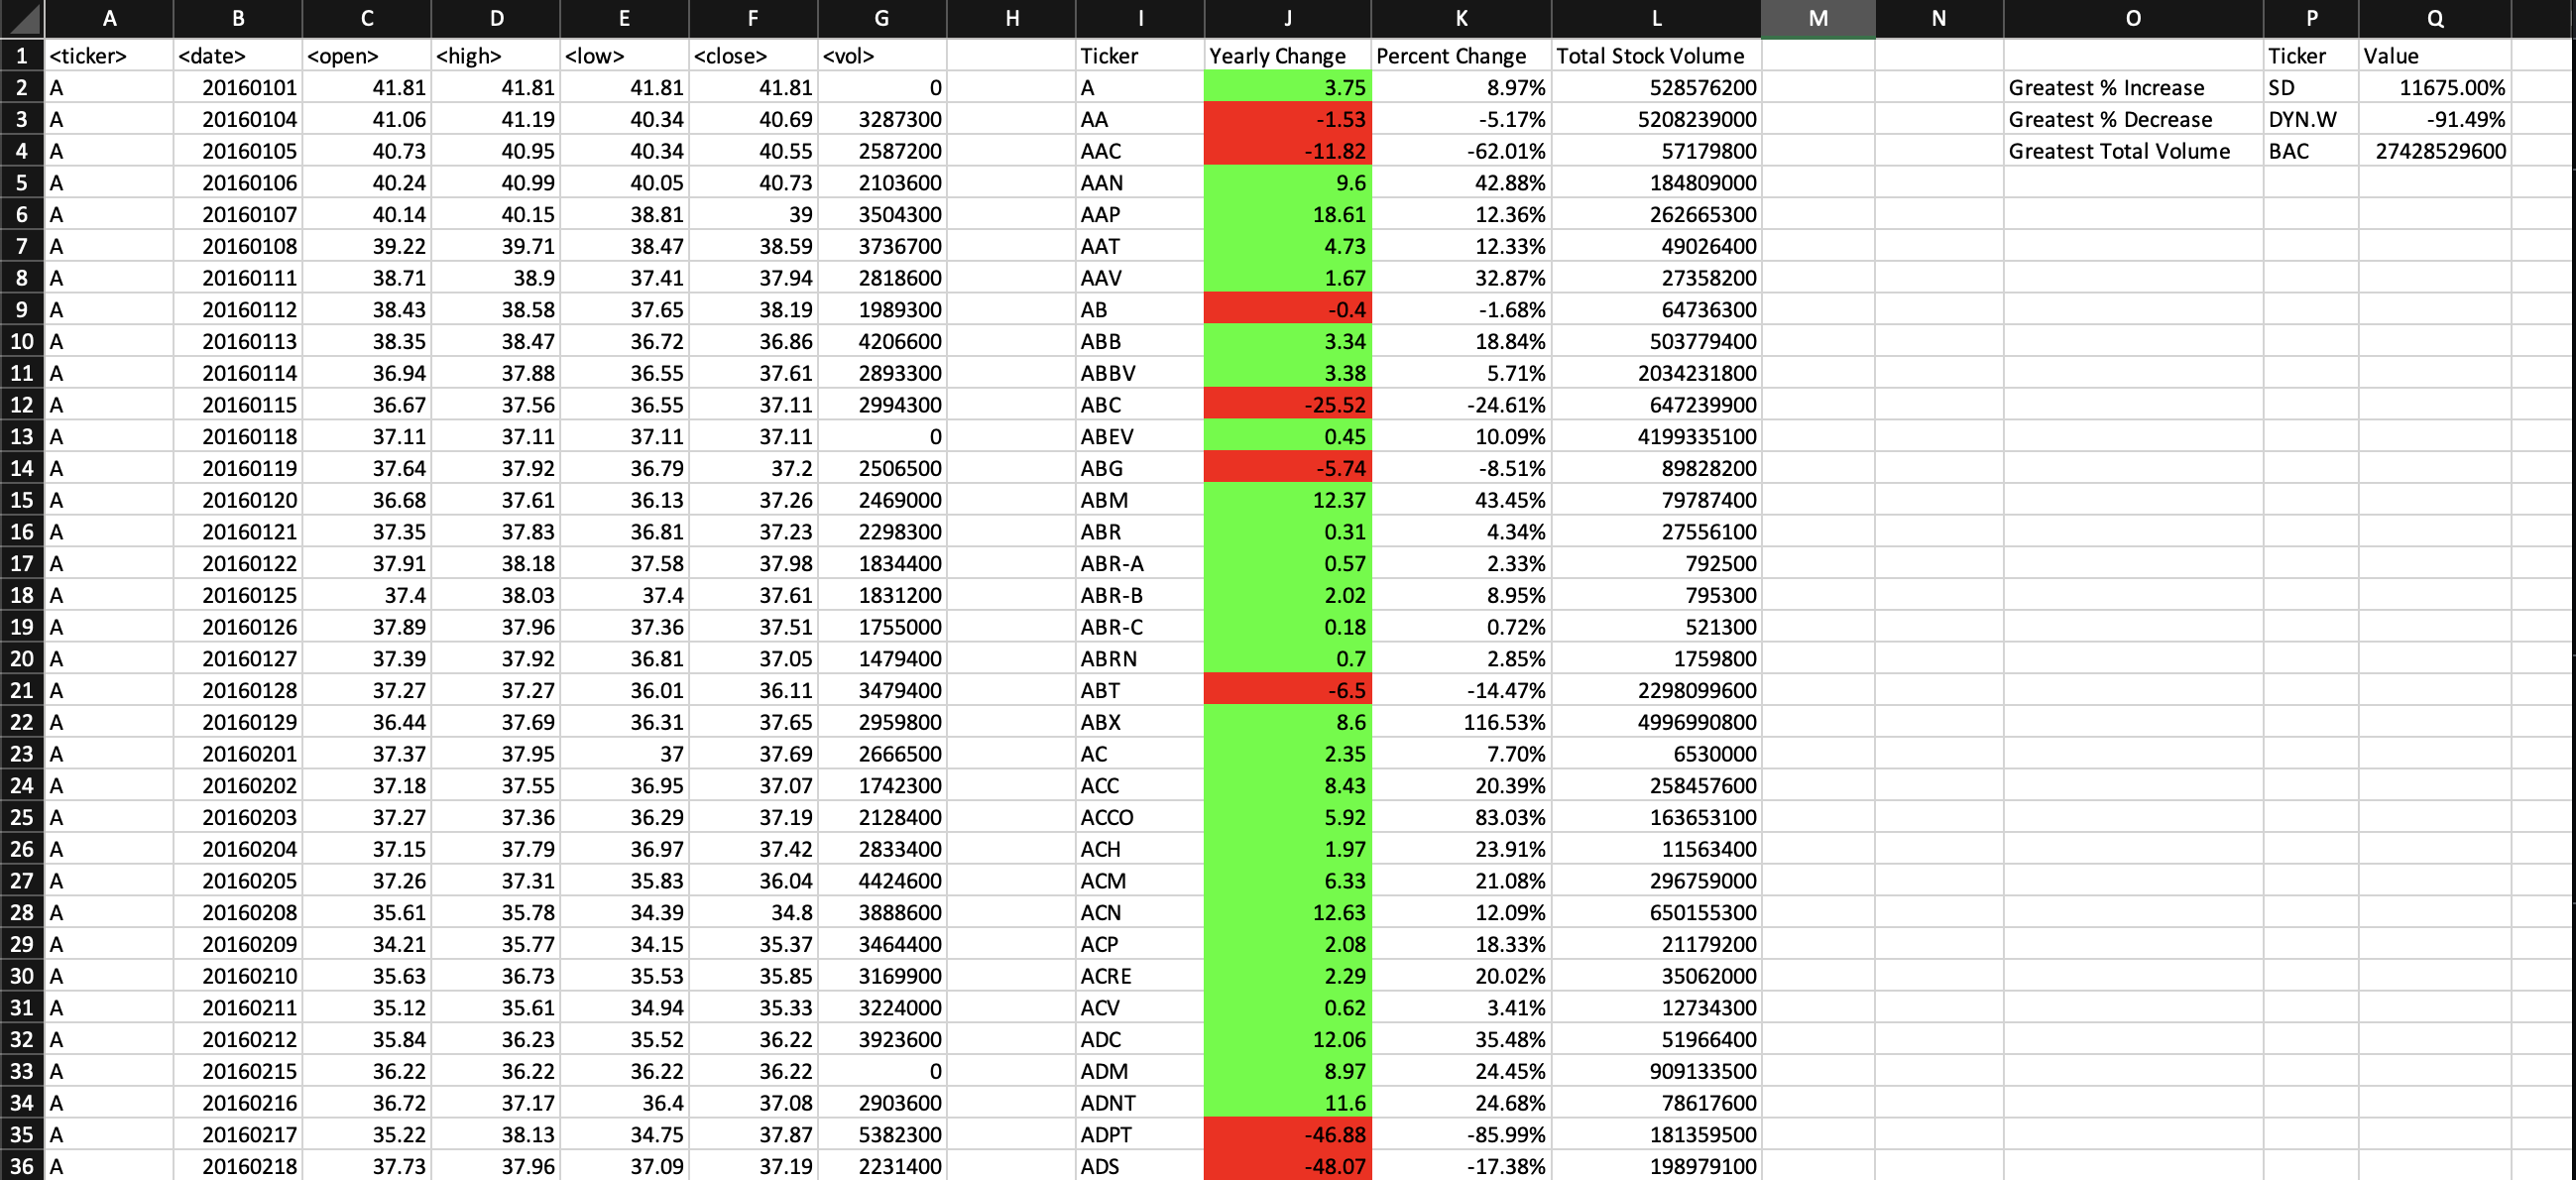 A B C D E F G H I J K L M N O P Q
1 <ticker> <date> <open> <high> <low> <close> <vol> Ticker Yearly Change Percent Change Total Stock Volume Ticker Value
2 A 20160101 41.81 41.81 41.81 41.81 0 A 3.75 8.97% 528576200 Greatest % Increase SD 11675.00%
3 A 20160104 41.06 41.19 40.34 40.69 3287300 AA -1.53 -5.17% 5208239000 Greatest % Decrease DYN.W -91.49%
4 A 20160105 40.73 40.95 40.34 40.55 2587200 AAC -11.82 -62.01% 57179800 Greatest Total Volume BAC 27428529600
5 A 20160106 40.24 40.99 40.05 40.73 2103600 AAN 9.6 42.88% 184809000
6 A 20160107 40.14 40.15 38.81 39 3504300 AAP 18.61 12.36% 262665300
7 A 20160108 39.22 39.71 38.47 38.59 3736700 AAT 4.73 12.33% 49026400
8 A 20160111 38.71 38.9 37.41 37.94 2818600 AAV 1.67 32.87% 27358200
9 A 20160112 38.43 38.58 37.65 38.19 1989300 AB -0.4 -1.68% 64736300
10 A 20160113 38.35 38.47 36.72 36.86 4206600 ABB 3.34 18.84% 503779400
11 A 20160114 36.94 37.88 36.55 37.61 2893300 ABBV 3.38 5.71% 2034231800
12 A 20160115 36.67 37.56 36.55 37.11 2994300 ABC -25.52 -24.61% 647239900
13 A 20160118 37.11 37.11 37.11 37.11 0 ABEV 0.45 10.09% 4199335100
14 A 20160119 37.64 37.92 36.79 37.2 2506500 ABG -5.74 -8.51% 89828200
15 A 20160120 36.68 37.61 36.13 37.26 2469000 ABM 12.37 43.45% 79787400
16 A 20160121 37.35 37.83 36.81 37.23 2298300 ABR 0.31 4.34% 27556100
17 A 20160122 37.91 38.18 37.58 37.98 1834400 ABR-A 0.57 2.33% 792500
18 A 20160125 37.4 38.03 37.4 37.61 1831200 ABR-B 2.02 8.95% 795300
19 A 20160126 37.89 37.96 37.36 37.51 1755000 ABR-C 0.18 0.72% 521300
20 A 20160127 37.39 37.92 36.81 37.05 1479400 ABRN 0.7 2.85% 1759800
21 A 20160128 37.27 37.27 36.01 36.11 3479400 ABT -6.5 -14.47% 2298099600
22 A 20160129 36.44 37.69 36.31 37.65 2959800 ABX 8.6 116.53% 4996990800
23 A 20160201 37.37 37.95 37 37.69 2666500 AC 2.35 7.70% 6530000
24 A 20160202 37.18 37.55 36.95 37.07 1742300 ACC 8.43 20.39% 258457600
25 A 20160203 37.27 37.36 36.29 37.19 2128400 ACCO 5.92 83.03% 163653100
26 A 20160204 37.15 37.79 36.97 37.42 2833400 ACH 1.97 23.91% 11563400
27 A 20160205 37.26 37.31 35.83 36.04 4424600 ACM 6.33 21.08% 296759000
28 A 20160208 35.61 35.78 34.39 34.8 3888600 ACN 12.63 12.09% 650155300
29 A 20160209 34.21 35.77 34.15 35.37 3464400 ACP 2.08 18.33% 21179200
30 A 20160210 35.63 36.73 35.53 35.85 3169900 ACRE 2.29 20.02% 35062000
31 A 20160211 35.12 35.61 34.94 35.33 3224000 ACV 0.62 3.41% 12734300
32 A 20160212 35.84 36.23 35.52 36.22 3923600 ADC 12.06 35.48% 51966400
33 A 20160215 36.22 36.22 36.22 36.22 0 ADM 8.97 24.45% 909133500
34 A 20160216 36.72 37.17 36.4 37.08 2903600 ADNT 11.6 24.68% 78617600
35 A 20160217 35.22 38.13 34.75 37.87 5382300 ADPT -46.88 -85.99% 181359500
36 A 20160218 37.73 37.96 37.09 37.19 2231400 ADS -48.07 -17.38% 198979100